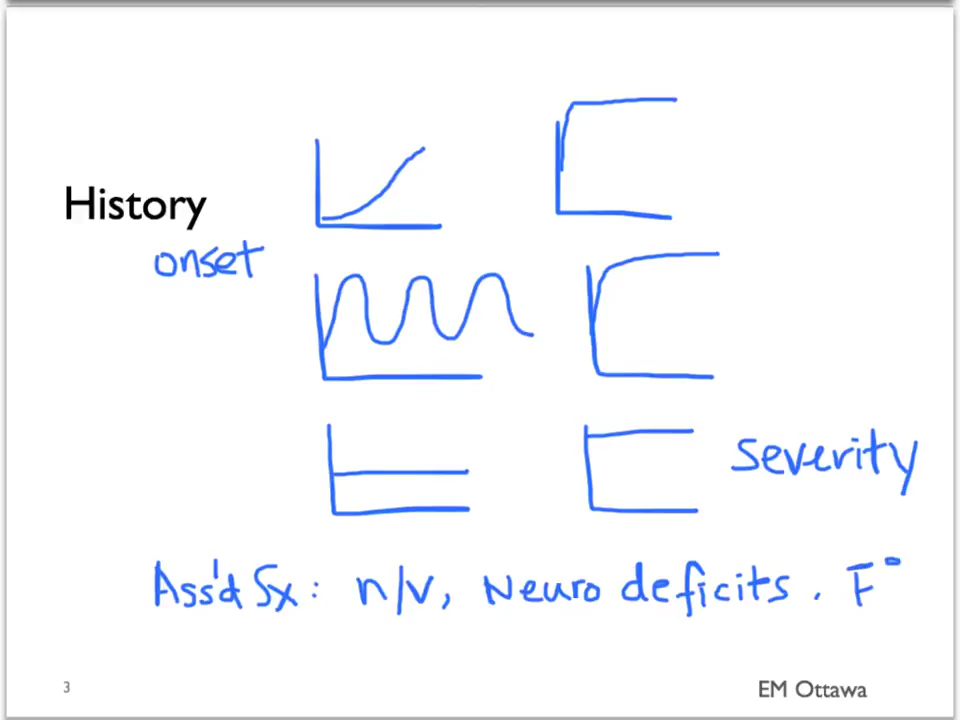 History
onset
severity
Ass'd Sx: n/v, Neuro deficits. F°
3
EM Ottawa